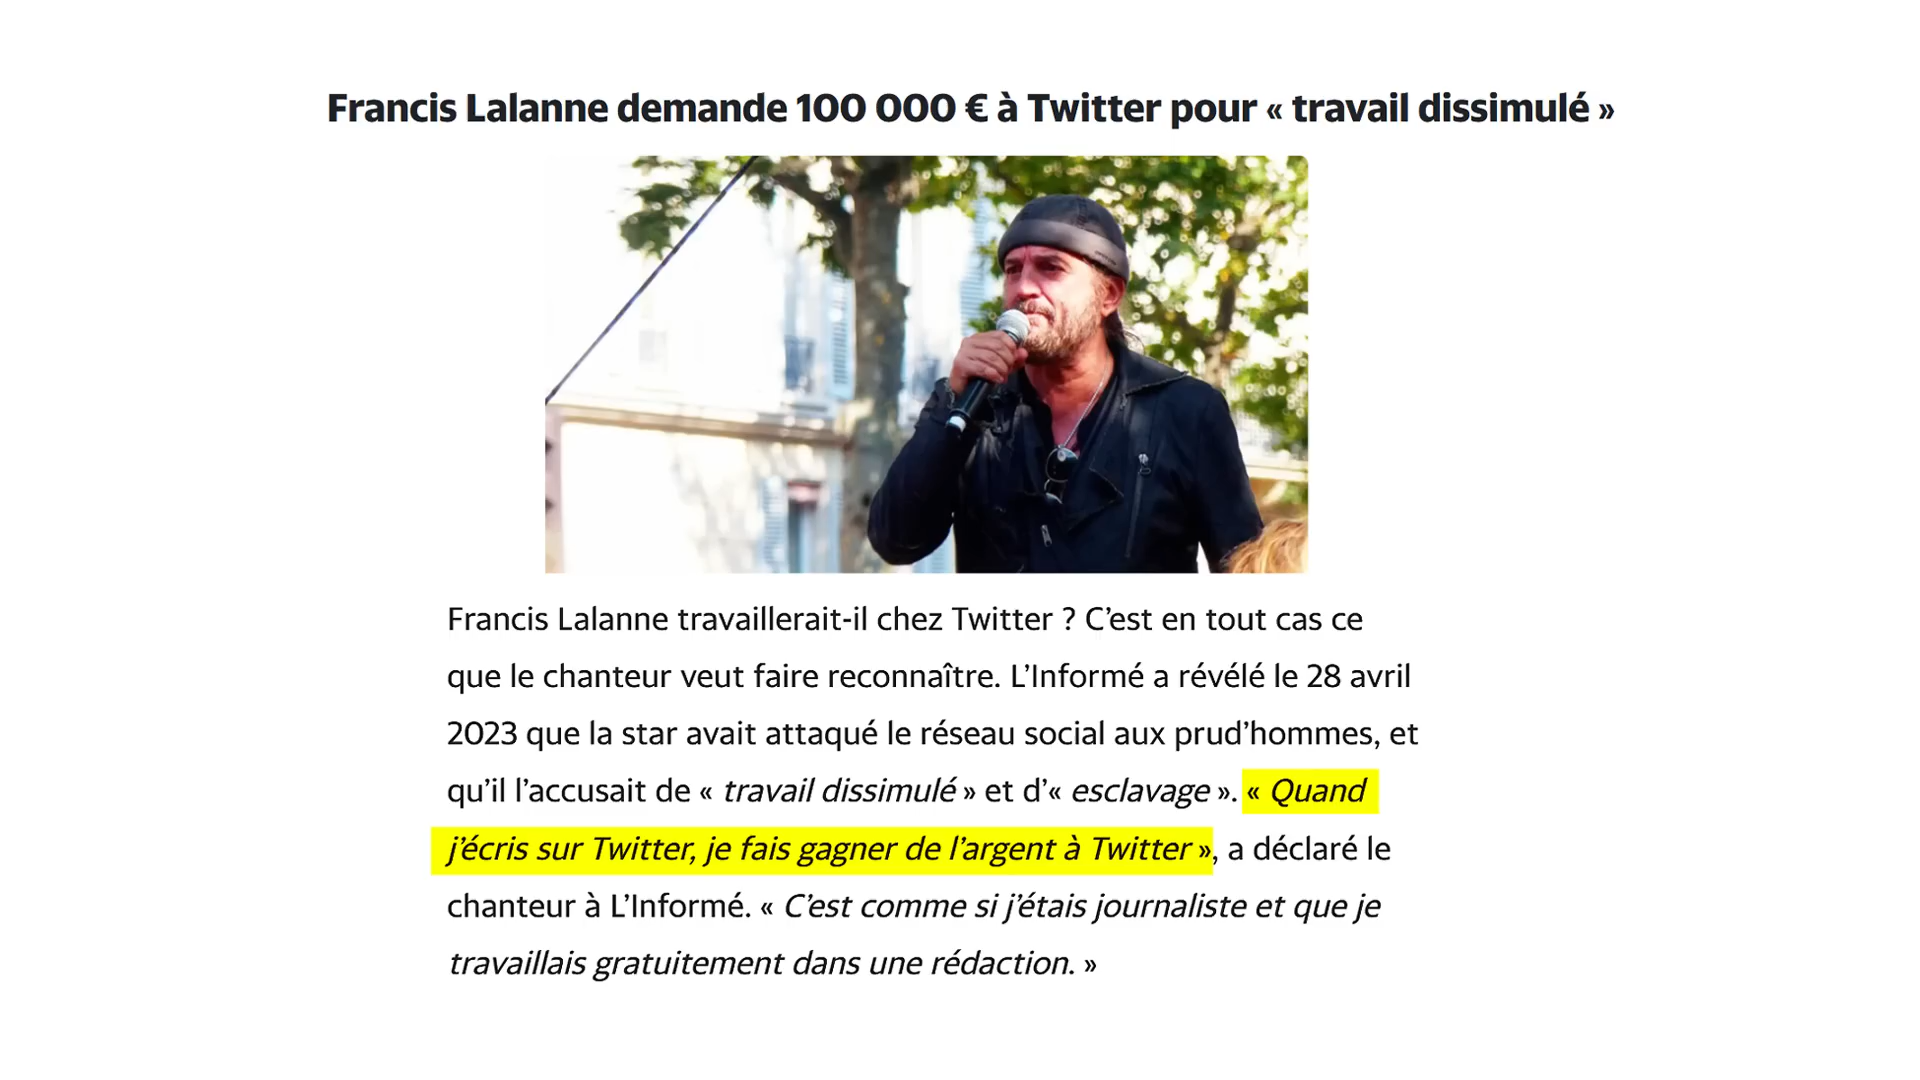 Francis Lalanne demande 100 000 € à Twitter pour « travail dissimulé »
Francis Lalanne travaillerait-il chez Twitter ? C’est en tout cas ce
que le chanteur veut faire reconnaître. L’Informé a révélé le 28 avril
2023 que la star avait attaqué le réseau social aux prud’hommes, et
qu’il l’accusait de « travail dissimulé » et d’« esclavage ». « Quand
j’écris sur Twitter, je fais gagner de l’argent à Twitter », a déclaré le
chanteur à L’Informé. « C’est comme si j’étais journaliste et que je
travaillais gratuitement dans une rédaction. »